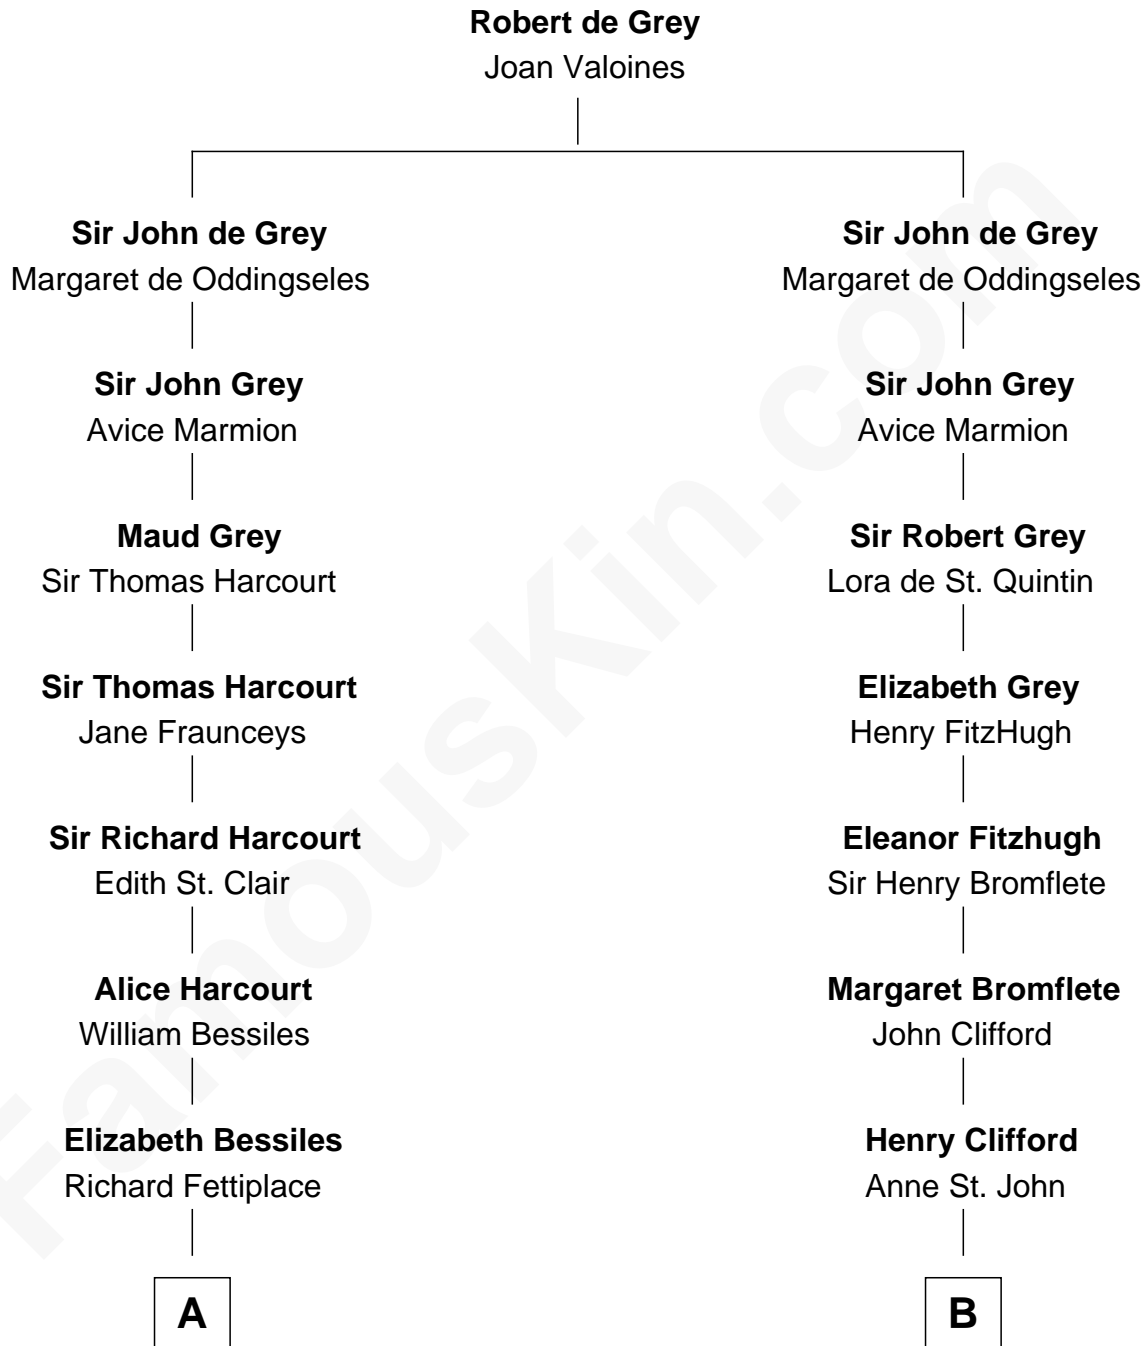 Robert de Grey
Joan Valoines
Sir John de Grey
Margaret de Oddingseles
Sir John de Grey
Margaret de Oddingseles
Sir John Grey
Avice Marmion
Sir John Grey
Avice Marmion
Maud Grey
Sir Thomas Harcourt
Sir Robert Grey
Lora de St. Quintin
Sir Thomas Harcourt
Jane Fraunceys
Elizabeth Grey
Henry FitzHugh
Sir Richard Harcourt
Edith St. Clair
Eleanor Fitzhugh
Sir Henry Bromflete
Alice Harcourt
William Bessiles
Margaret Bromflete
John Clifford
Elizabeth Bessiles
Richard Fettiplace
Henry Clifford
Anne St. John
A
B
FamousKin.com